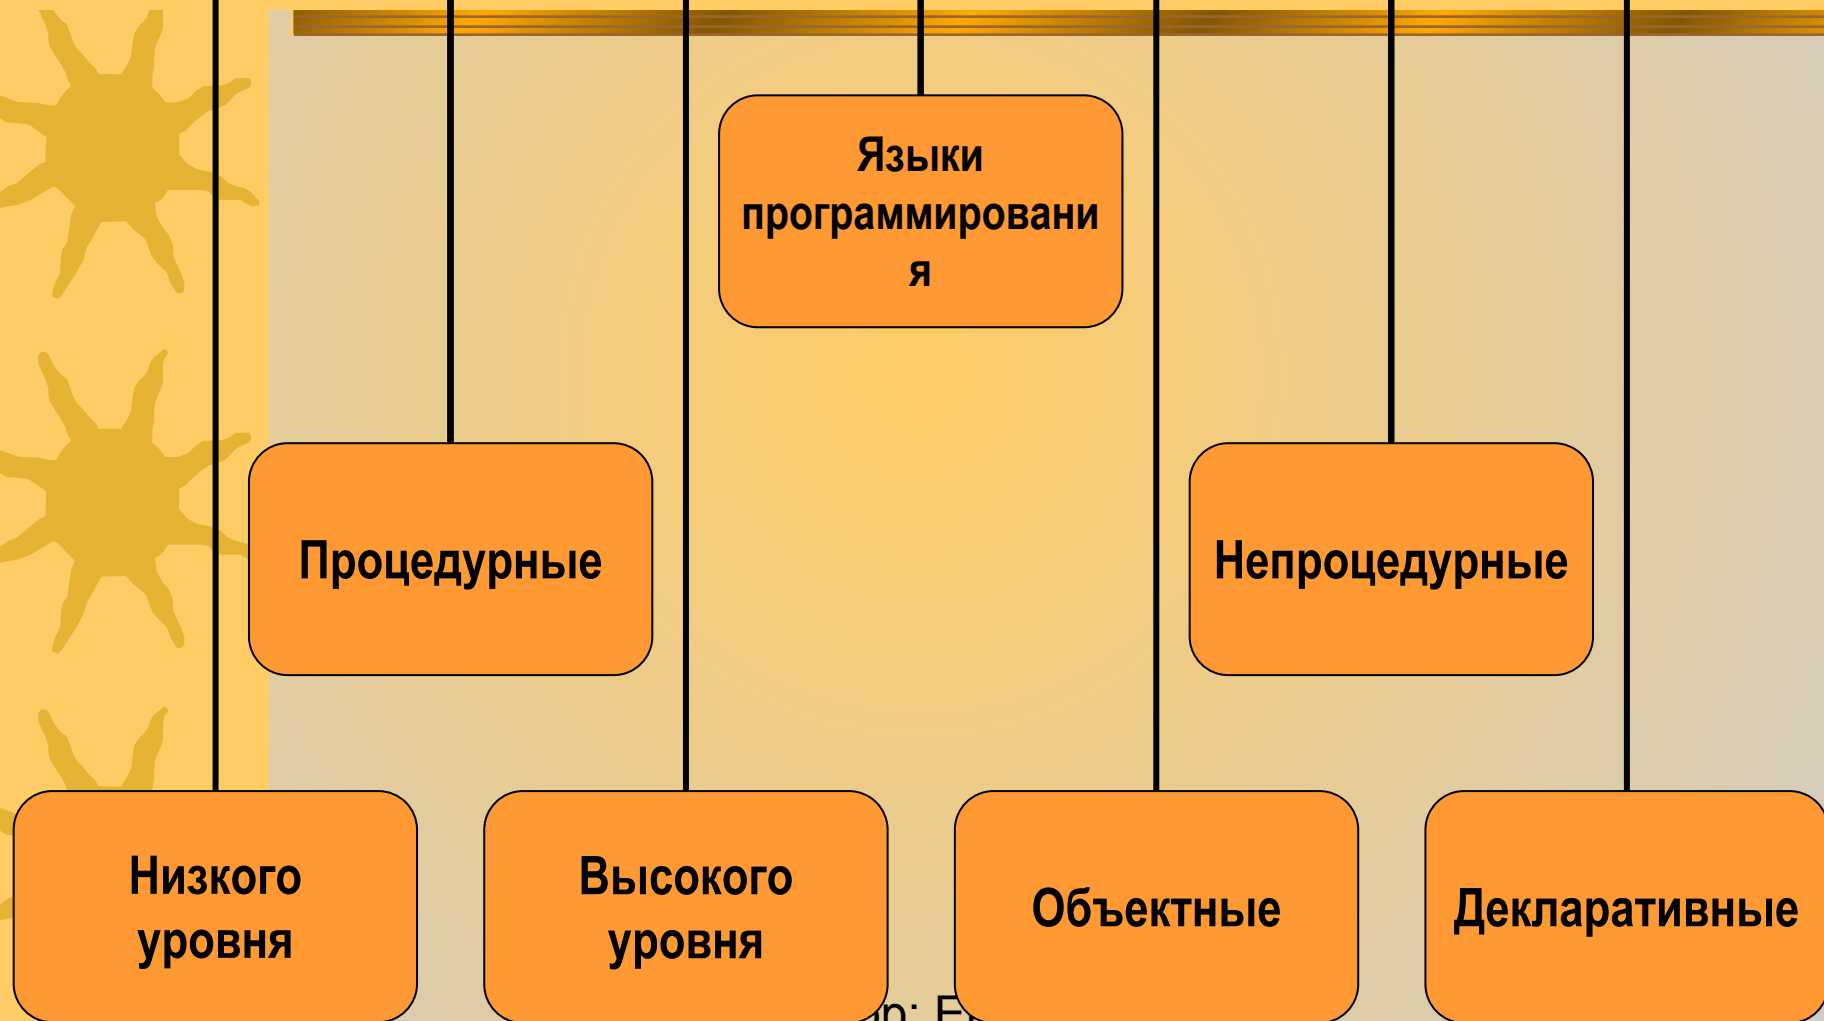 Языки
программировани
я
Процедурные
Непроцедурные
Низкого
уровня
Высокого
уровня
Объектные
Декларативные